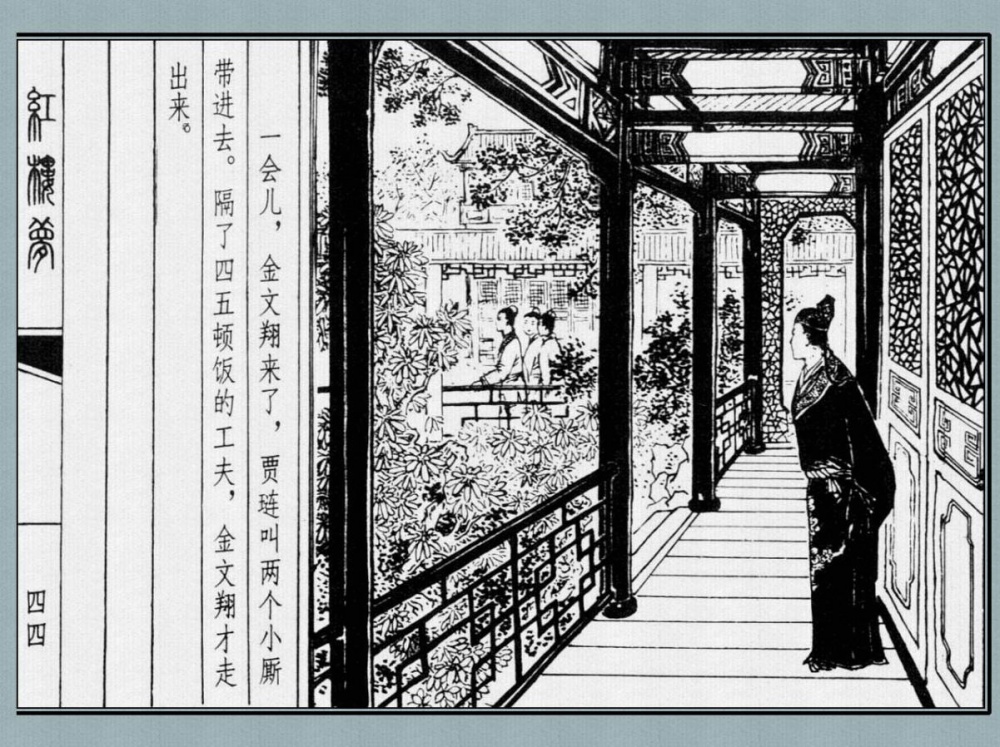 一会儿，金文翔来了，贾琏叫两个小厮
带进去。隔了四五顿饭的工夫，金文翔才走
出来。
紅樓夢
四四